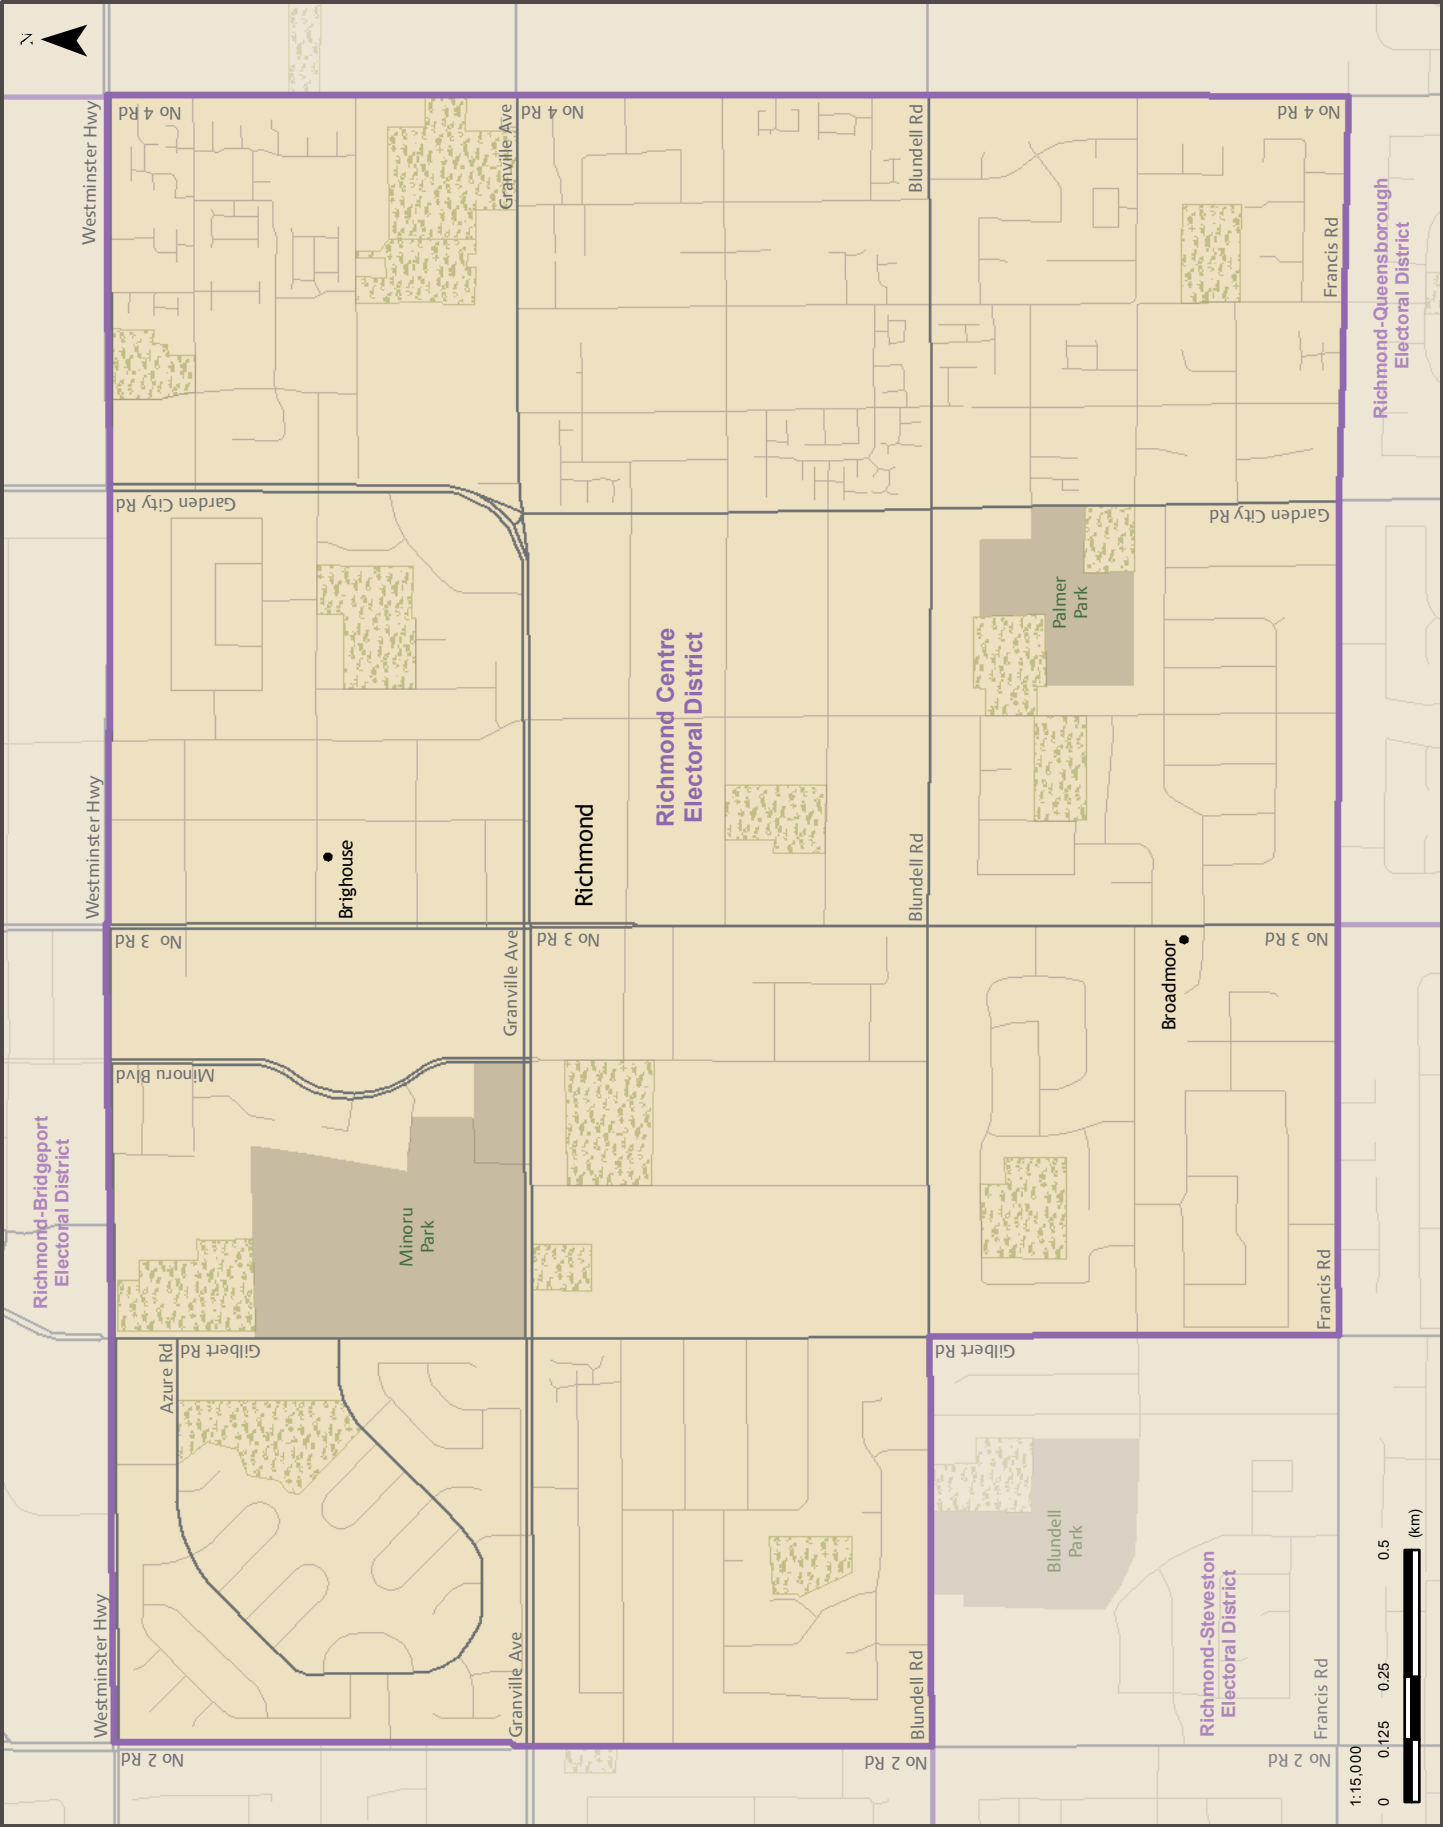 N
Westminster Hwy
Westminster Hwy
Westminster Hwy
No 4 Rd
No 4 Rd
No 4 Rd
Granville Ave
Granville Ave
Granville Ave
Blundell Rd
Blundell Rd
Blundell Rd
Francis Rd
Francis Rd
Francis Rd
Garden City Rd
Garden City Rd
No 3 Rd
No 3 Rd
No 3 Rd
Minoru Blvd
Gilbert Rd
Gilbert Rd
Azure Rd
No 2 Rd
No 2 Rd
No 2 Rd
Richmond-Bridgeport
Electoral District
Richmond Centre
Electoral District
Richmond-Queensborough
Electoral District
Richmond-Steveston
Electoral District
Brighouse
Richmond
Broadmoor
Minoru
Park
Palmer
Park
Blundell
Park
1:15,000
0 0.125 0.25 0.5
(km)